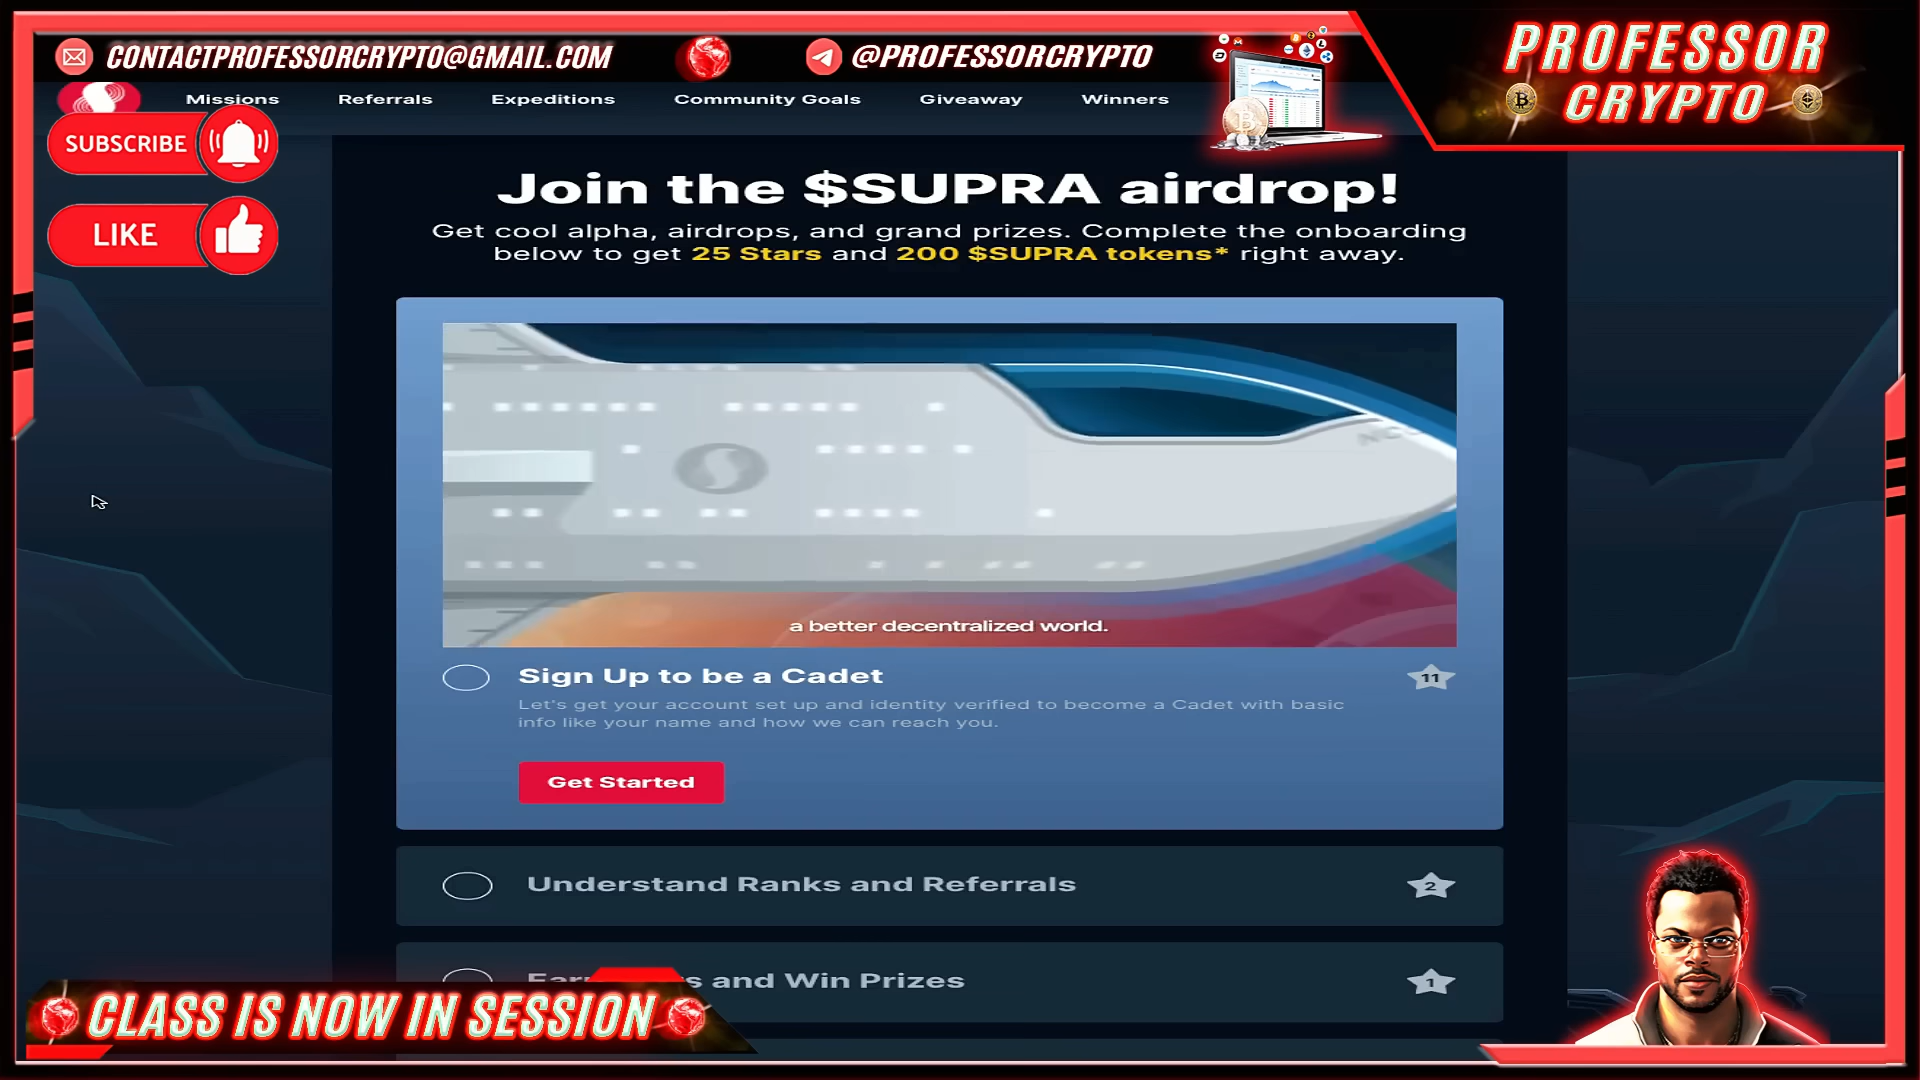 CONTACTPROFESSORCRYPTO@GMAIL.COM
@PROFESSORCRYPTO
PROFESSOR
CRYPTO
Missions
Referrals
Expeditions
Community Goals
Giveaway
Winners
SUBSCRIBE
LIKE
Join the $SUPRA airdrop!
Get cool alpha, airdrops, and grand prizes. Complete the onboarding
below to get 25 Stars and 200 $SUPRA tokens* right away.
a better decentralized world.
Sign Up to be a Cadet
11
Let's get your account set up and identity verified to become a Cadet with basic
info like your name and how we can reach you.
Get Started
Understand Ranks and Referrals
2
and Win Prizes
1
CLASS IS NOW IN SESSION